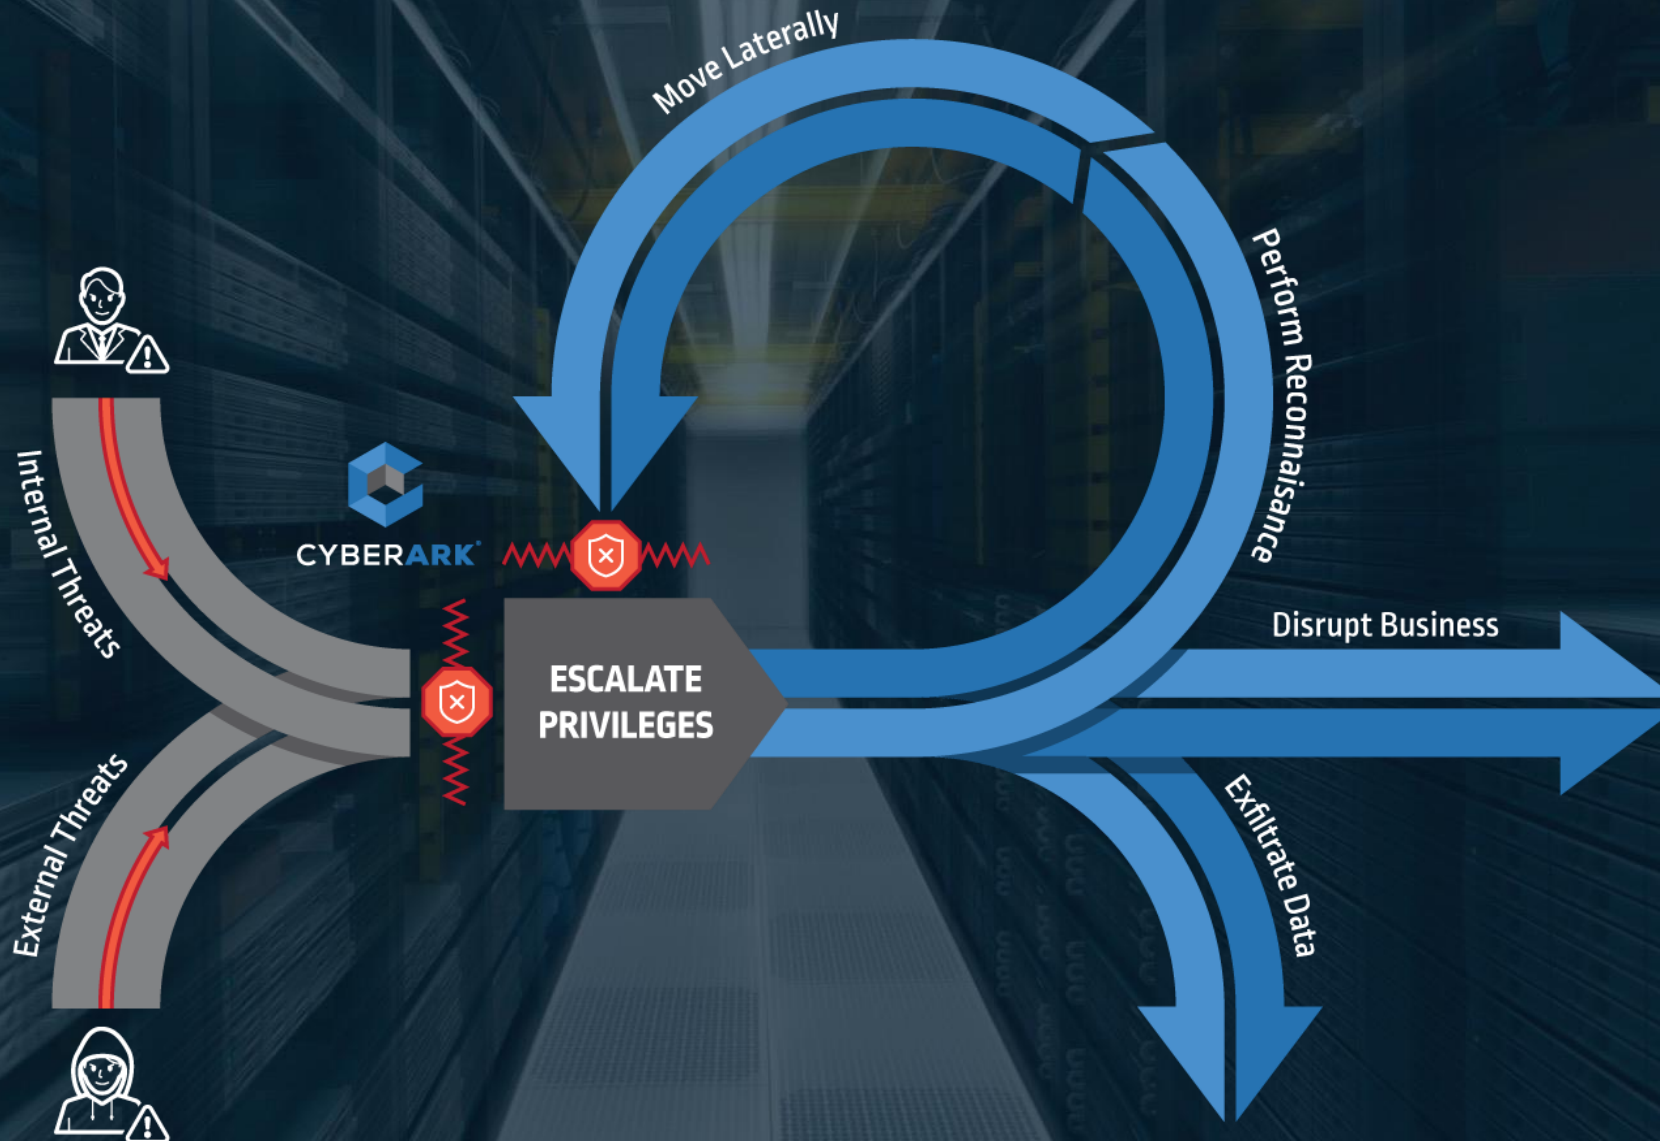 Move Laterally
Perform Reconnaisance
Internal Threats
CYBERARK
ESCALATE
PRIVILEGES
Disrupt Business
External Threats
Exfiltrate Data